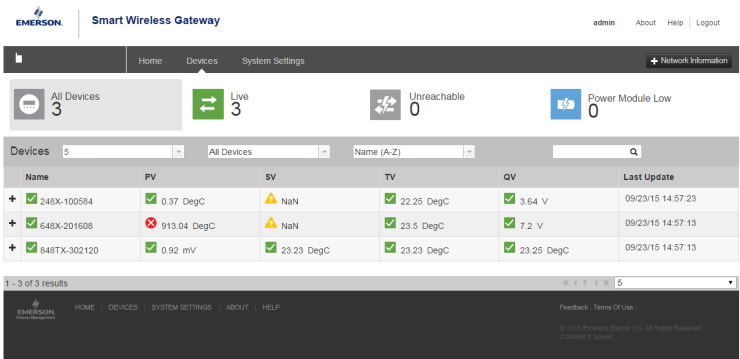 EMERSON.
Smart Wireless Gateway
admin About Help Logout
Home Devices System Settings
Network Information
All Devices
3
Live
3
Unreachable
0
Power Module Low
0
Devices 5 All Devices Name (A-Z)
Name PV SV TV QV Last Update
248X-100584 0.37 DegC NaN 22.25 DegC 3.64 V 09/23/15 14:57:23
648X-201608 913.04 DegC NaN 23.5 DegC 7.2 V 09/23/15 14:57:13
848TX-302120 0.92 mV 23.23 DegC 23.23 DegC 23.25 DegC 09/23/15 14:57:13
1 - 3 of 3 results
1
5
EMERSON
Process Management
HOME | DEVICES | SYSTEM SETTINGS | ABOUT | HELP
Feedback | Terms Of Use |
© 2015 Emerson Electric Co. All Rights Reserved.
Consider It Solved.